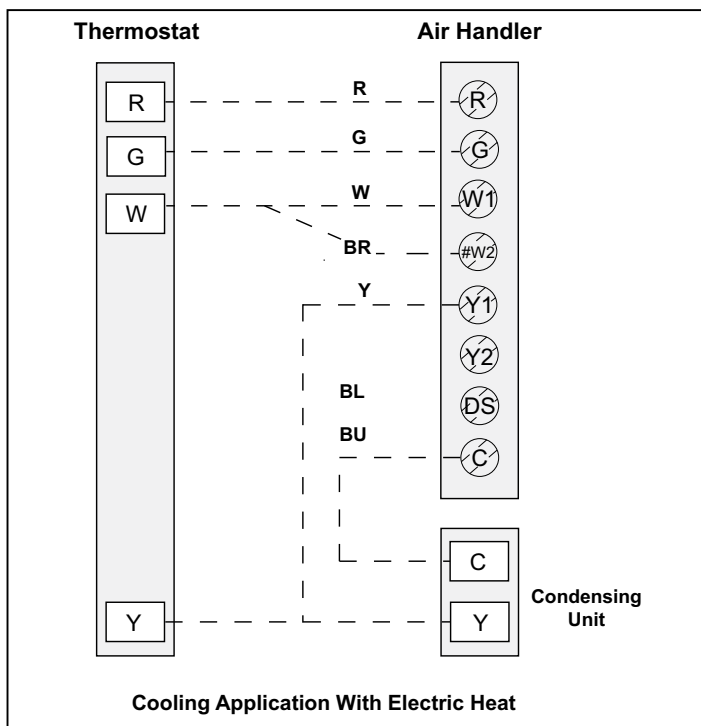 Thermostat
Air Handler
R
R
R
G
G
G
W
W
W1
BR
#W2
Y
Y1
Y2
BL
DS
BU
C
C
Condensing
Unit
Y
Y
Cooling Application With Electric Heat